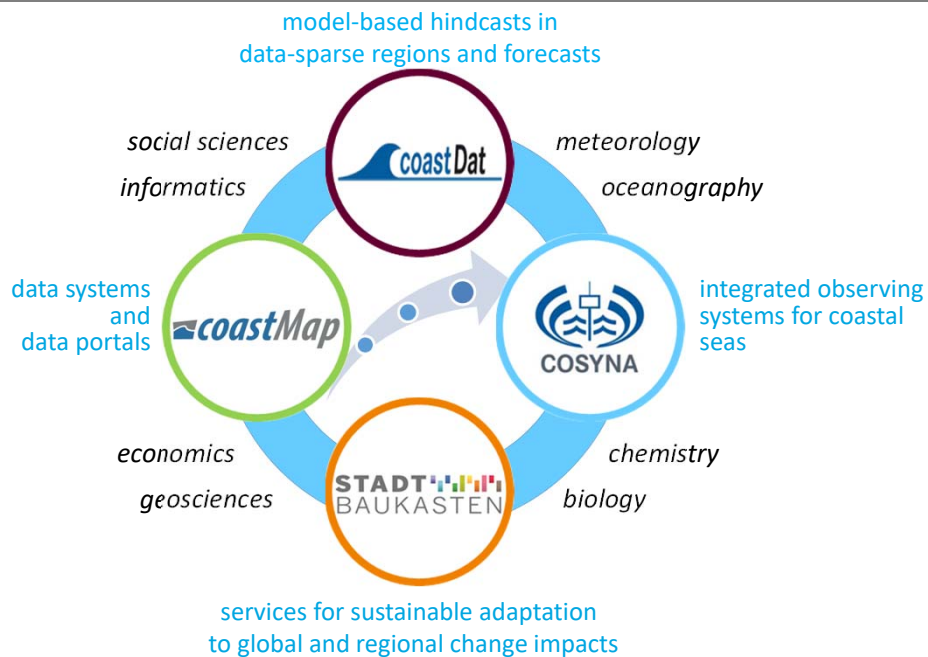 model-based hindcasts in
data-sparse regions and forecasts
social sciences
informatics
coastDat
meteorology
oceanography
data systems
and
data portals
coastMap
COSYNA
integrated observing
systems for coastal
seas
economics
geosciences
STADT
BAUKASTEN
chemistry
biology
services for sustainable adaptation
to global and regional change impacts